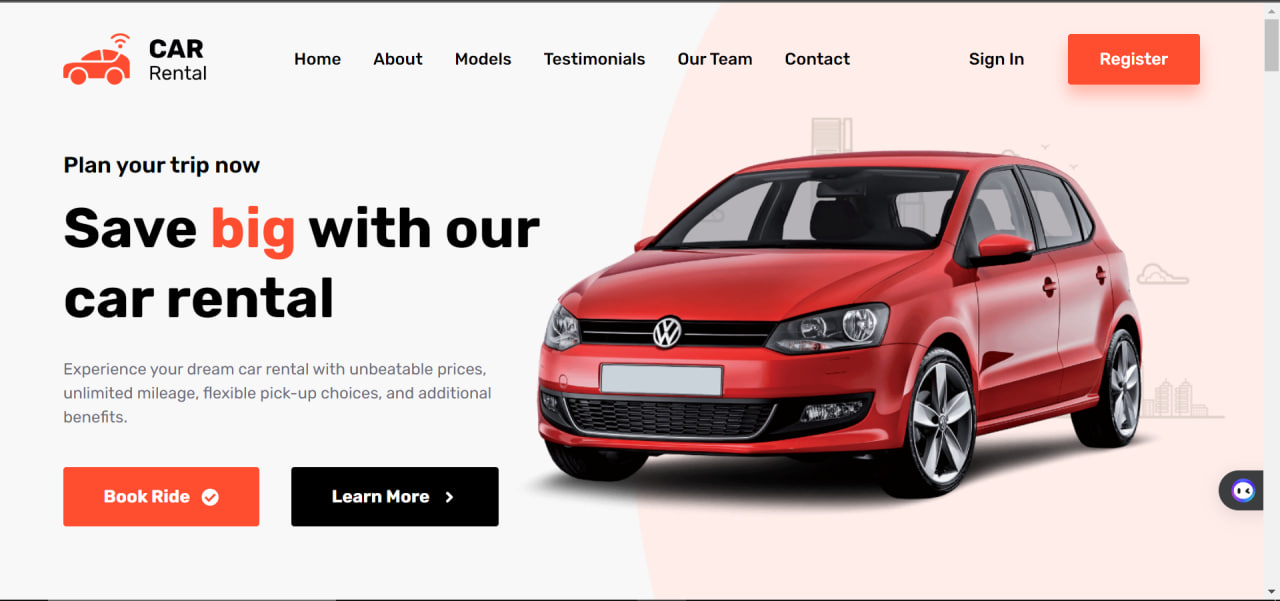 CAR
Rental
Home About Models Testimonials Our Team Contact Sign In Register
Plan your trip now
Save big with our
car rental
Experience your dream car rental with unbeatable prices,
unlimited mileage, flexible pick-up choices, and additional
benefits.
Book Ride Learn More